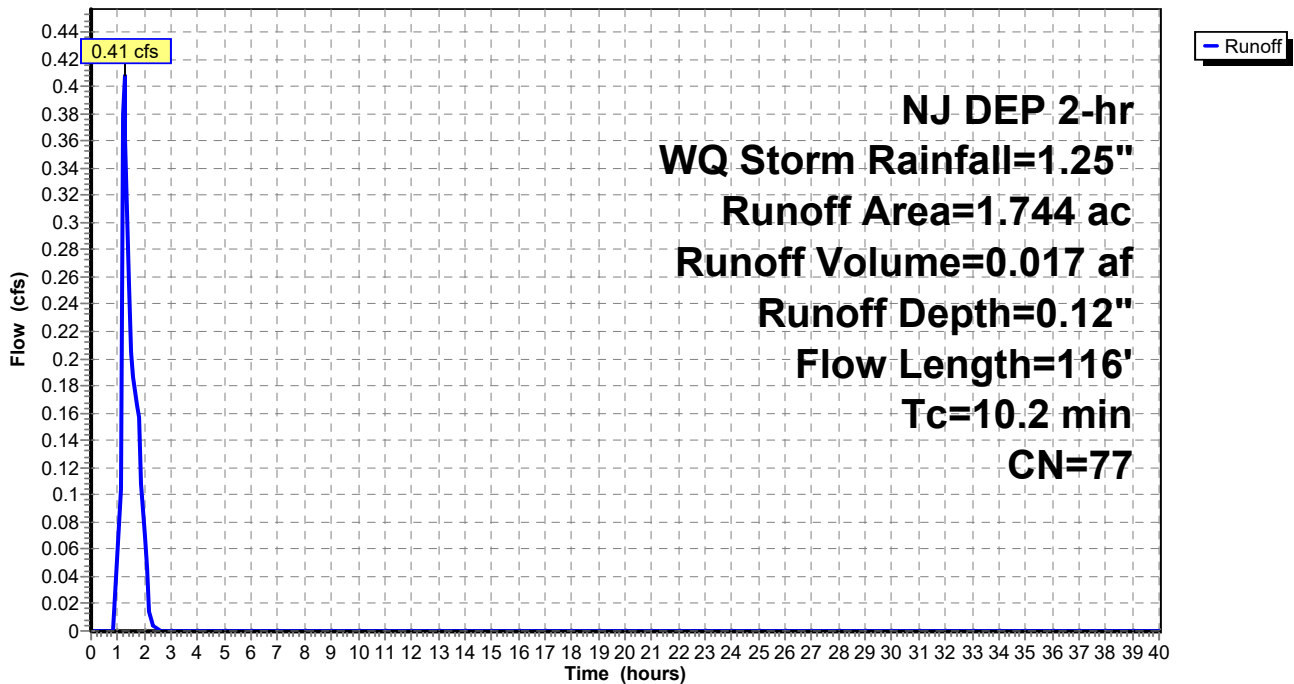 0.44
0.42
0.4
0.38
0.36
0.34
0.32
0.3
0.28
0.26
0.24
0.22
0.2
0.18
0.16
0.14
0.12
0.1
0.08
0.06
0.04
0.02
0
Flow (cfs)
0.41 cfs
Runoff
NJ DEP 2-hr
WQ Storm Rainfall=1.25"
Runoff Area=1.744 ac
Runoff Volume=0.017 af
Runoff Depth=0.12"
Flow Length=116'
Tc=10.2 min
CN=77
0 1 2 3 4 5 6 7 8 9 10 11 12 13 14 15 16 17 18 19 20 21 22 23 24 25 26 27 28 29 30 31 32 33 34 35 36 37 38 39 40
Time (hours)